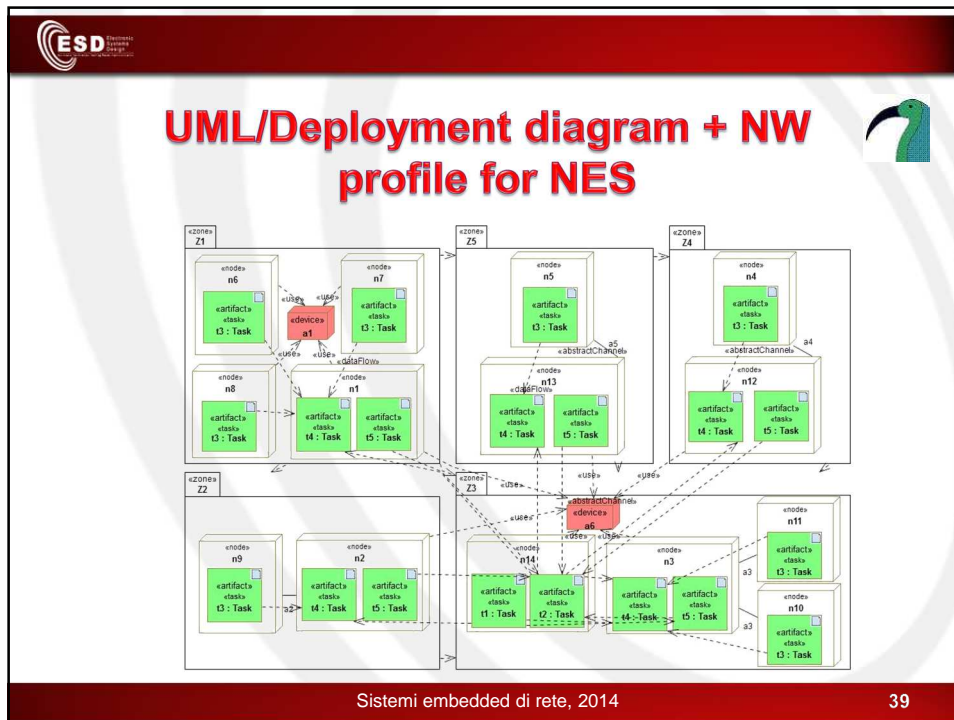 ESD Electronic
Systems
Design
UML/Deployment diagram + NW
profile for NES
«zone»
Z1
«node»
n6
«artifact»
«task»
t3 : Task
«node»
n7
«artifact»
«task»
t3 : Task
«use»
«use»
«device»
a1
«use»
«use»
«dataFlow»
«node»
n8
«artifact»
«task»
t3 : Task
«node»
n1
«artifact»
«task»
t4 : Task
«artifact»
«task»
t5 : Task
«zone»
Z5
«node»
n5
«artifact»
«task»
t3 : Task
a5
«abstractChannel»
«node»
n13
«dataFlow»
«artifact»
«task»
t4 : Task
«artifact»
«task»
t5 : Task
«zone»
Z4
«node»
n4
«artifact»
«task»
t3 : Task
a4
«abstractChannel»
«node»
n12
«artifact»
«task»
t4 : Task
«artifact»
«task»
t5 : Task
«use»
«use»
«use»
«use»
«zone»
Z2
«node»
n9
«artifact»
«task»
t3 : Task
a2
«node»
n2
«artifact»
«task»
t4 : Task
«artifact»
«task»
t5 : Task
«use»
«zone»
Z3
«abstractChannel»
«device»
a6
«use»
«use»
«node»
n14
«artifact»
«task»
t1 : Task
«artifact»
«task»
t2 : Task
«node»
n3
«artifact»
«task»
t4 : Task
«artifact»
«task»
t5 : Task
a3
a3
«node»
n11
«artifact»
«task»
t3 : Task
«node»
n10
«artifact»
«task»
t3 : Task
Sistemi embedded di rete, 2014
39